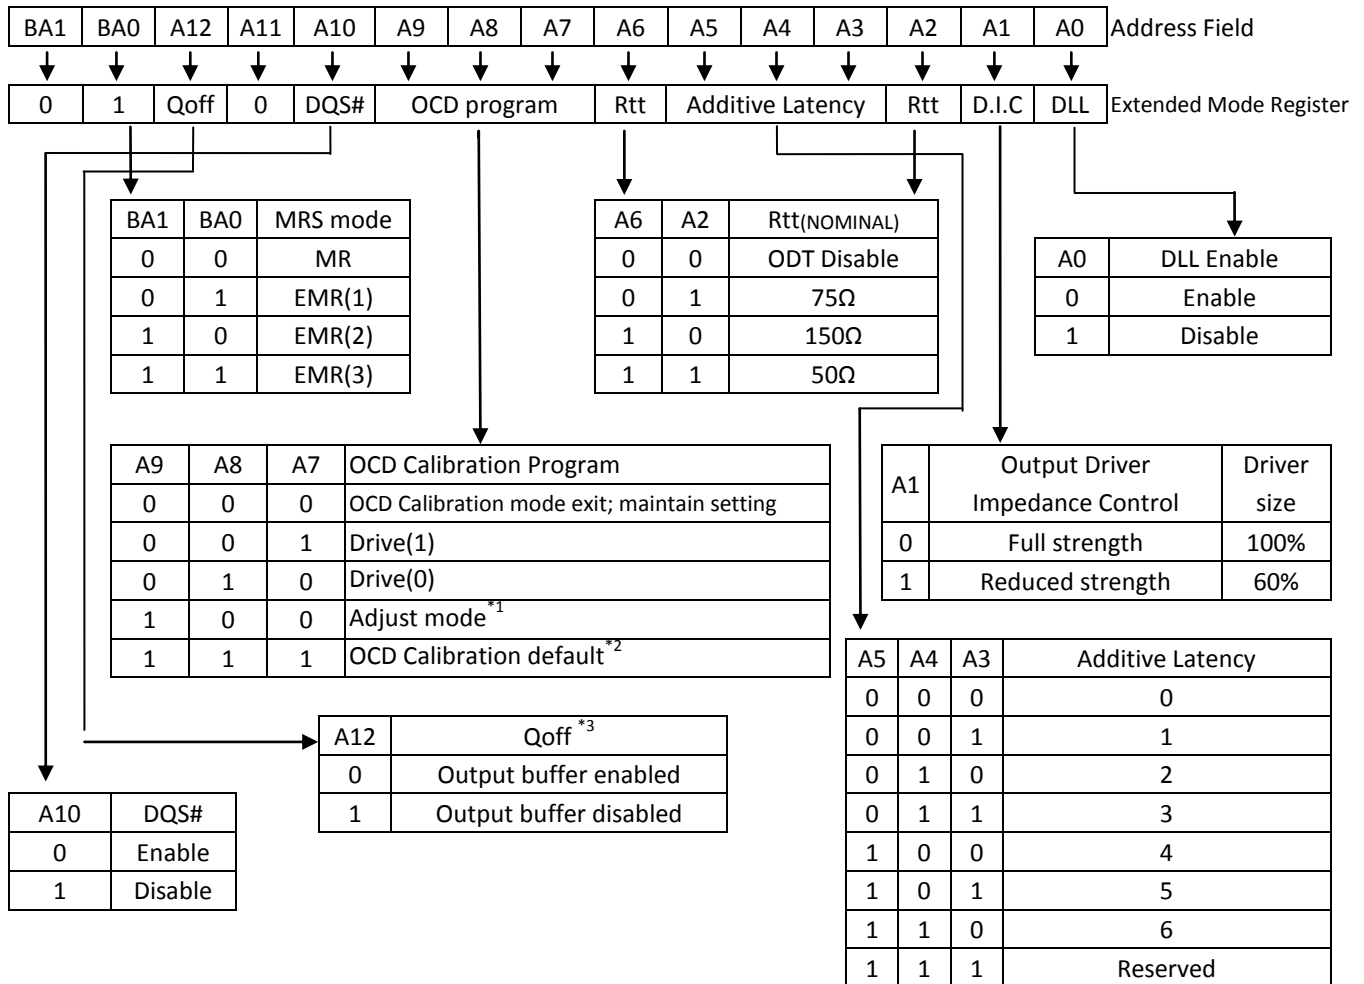 BA1 BA0 A12 A11 A10 A9 A8 A7 A6 A5 A4 A3 A2 A1 A0 Address Field
0 1 Qoff 0 DQS# OCD program Rtt Additive Latency Rtt D.I.C DLL Extended Mode Register
BA1 BA0 MRS mode
0 0 MR
0 1 EMR(1)
1 0 EMR(2)
1 1 EMR(3)
A6 A2 Rtt(NOMINAL)
0 0 ODT Disable
0 1 75Ω
1 0 150Ω
1 1 50Ω
A0 DLL Enable
0 Enable
1 Disable
A9 A8 A7 OCD Calibration Program
0 0 0 OCD Calibration mode exit; maintain setting
0 0 1 Drive(1)
0 1 0 Drive(0)
1 0 0 Adjust mode*1
1 1 1 OCD Calibration default*2
A1 Output Driver Impedance Control Driver size
0 Full strength 100%
1 Reduced strength 60%
A12 Qoff *3
0 Output buffer enabled
1 Output buffer disabled
A10 DQS#
0 Enable
1 Disable
A5 A4 A3 Additive Latency
0 0 0 0
0 0 1 1
0 1 0 2
0 1 1 3
1 0 0 4
1 0 1 5
1 1 0 6
1 1 1 Reserved